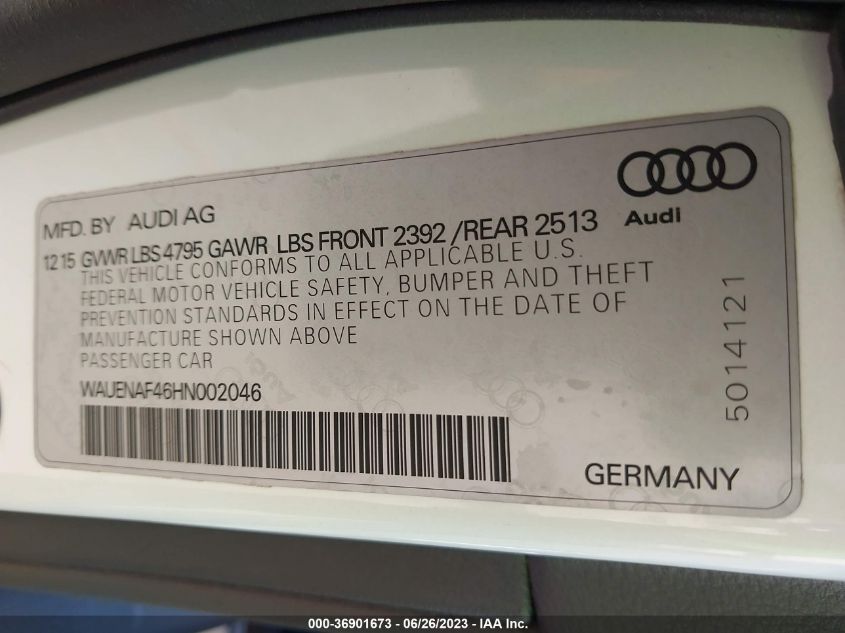 MFD. BY AUDI AG
Audi
12 15 GVWR LBS 4795 GAWR LBS FRONT 2392 /REAR 2513
THIS VEHICLE CONFORMS TO ALL APPLICABLE U.S.
FEDERAL MOTOR VEHICLE SAFETY, BUMPER AND THEFT
PREVENTION STANDARDS IN EFFECT ON THE DATE OF
MANUFACTURE SHOWN ABOVE
PASSENGER CAR
WAUENAF46HN002046
5014121
GERMANY
000-36901673 - 06/26/2023 - IAA Inc.